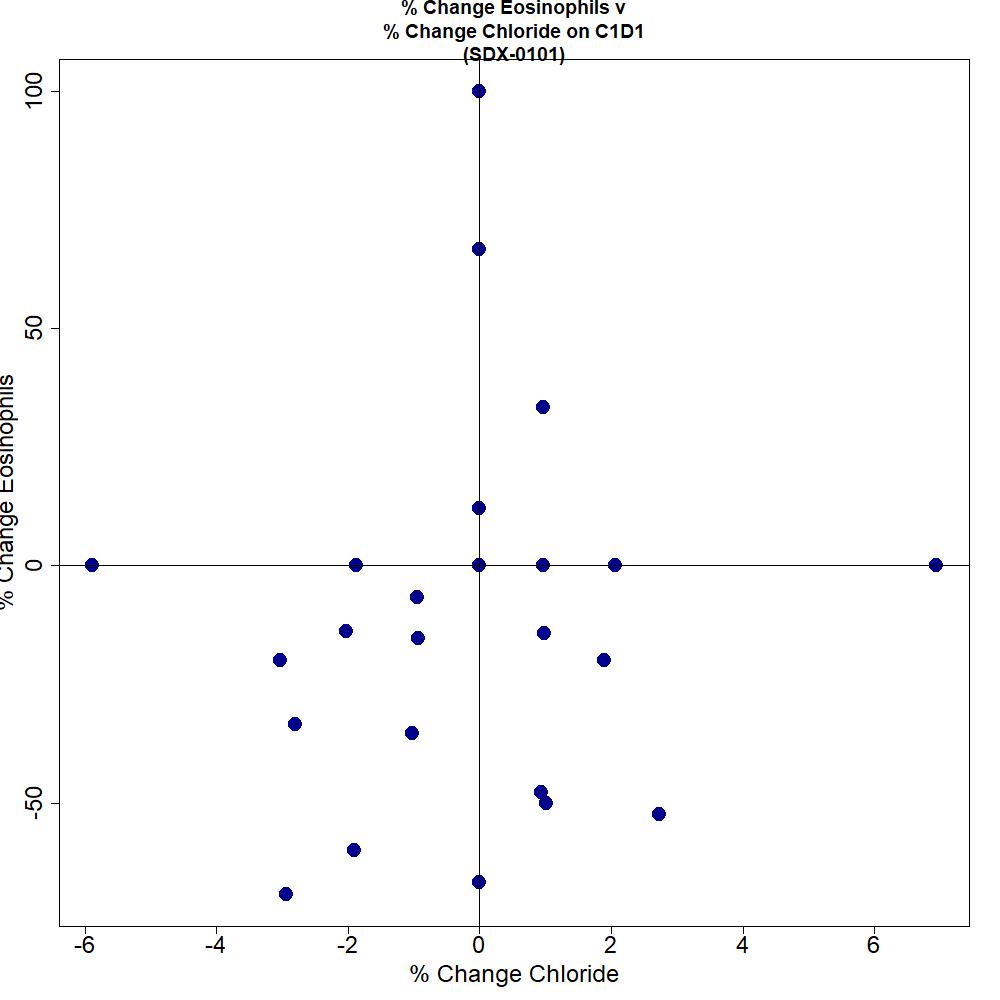 % Change Eosinophils v
% Change Chloride on C1D1
(SDX-0101)
% Change Eosinophils
100
50
0
-50
-6
-4
-2
0
2
4
6
% Change Chloride